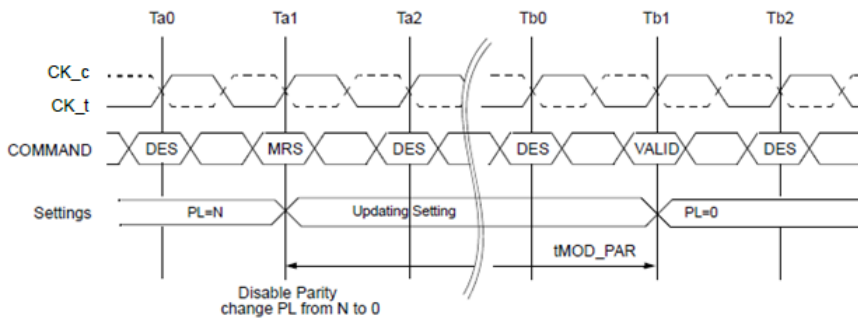 Ta0 Ta1 Ta2 Tb0 Tb1 Tb2
CK_c
CK_t
COMMAND DES MRS DES DES VALID DES
Settings PL=N Updating Setting PL=0
tMOD_PAR
Disable Parity
change PL from N to 0